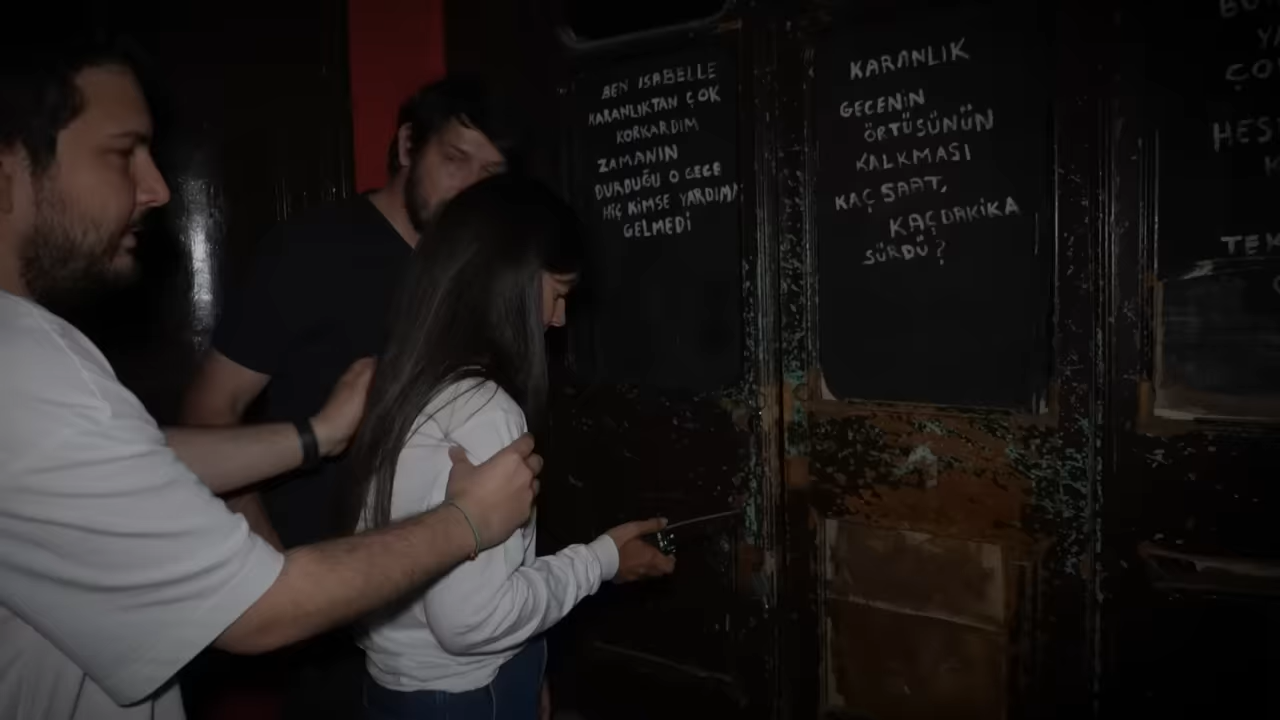 BEN ISABELLE
KARANLIKTAN ÇOK
KORKARDIM
ZAMANIN
DURDUĞU O GECE
HİÇ KİMSE YARDIMI
GELMEDİ
KARANLIK
GECENİN
ÖRTÜSÜNÜN
KALKMASI
KAÇ SAAT,
KAÇ DAKİKA
SÜRDÜ?